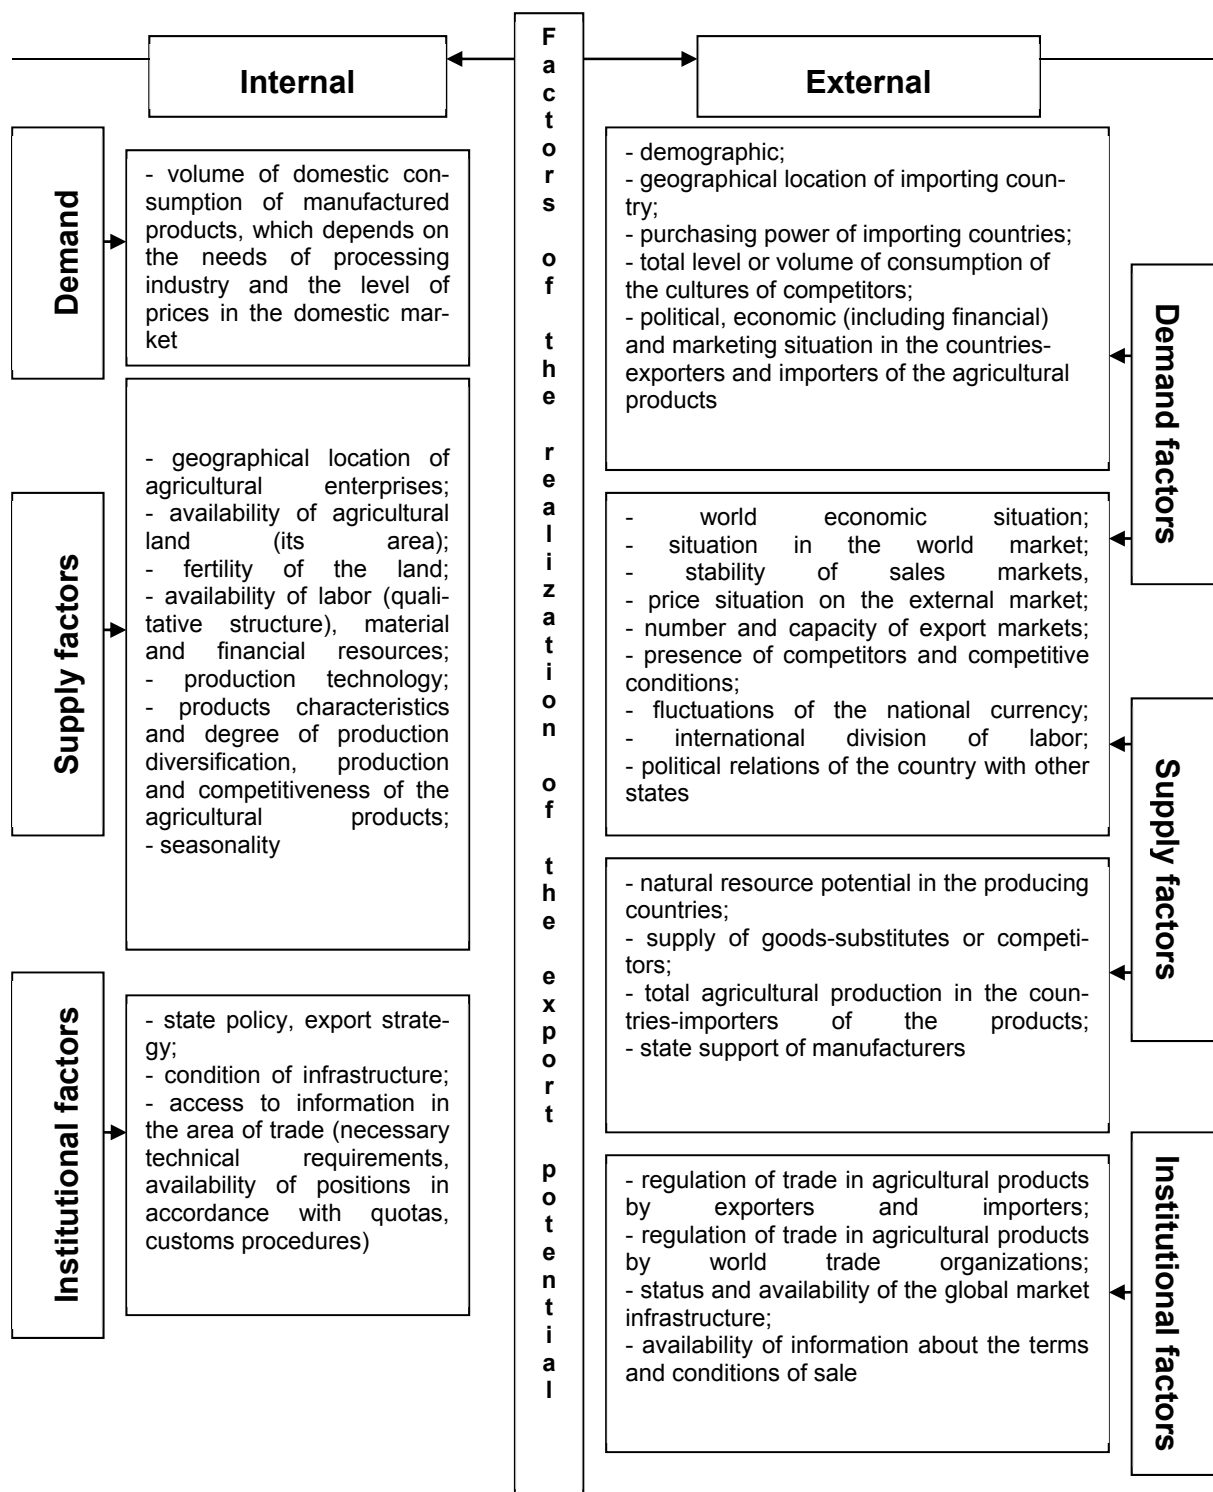 Internal
Factors of the realization of the export potential
External
Demand
- volume of domestic con-
sumption of manufactured
products, which depends on
the needs of processing
industry and the level of
prices in the domestic mar-
ket
Supply factors
- geographical location of
agricultural enterprises;
- availability of agricultural
land (its area);
- fertility of the land;
- availability of labor (quali-
tative structure), material
and financial resources;
- production technology;
- products characteristics
and degree of production
diversification, production
and competitiveness of the
agricultural products;
- seasonality
Institutional factors
- state policy, export strate-
gy;
- condition of infrastructure;
- access to information in
the area of trade (necessary
technical requirements,
availability of positions in
accordance with quotas,
customs procedures)
- demographic;
- geographical location of importing coun-
try;
- purchasing power of importing countries;
- total level or volume of consumption of
the cultures of competitors;
- political, economic (including financial)
and marketing situation in the countries-
exporters and importers of the agricultural
products
Demand factors
- world economic situation;
- situation in the world market;
- stability of sales markets,
- price situation on the external market;
- number and capacity of export markets;
- presence of competitors and competitive
conditions;
- fluctuations of the national currency;
- international division of labor;
- political relations of the country with other
states
Supply factors
- natural resource potential in the producing
countries;
- supply of goods-substitutes or competi-
tors;
- total agricultural production in the coun-
tries-importers of the products;
- state support of manufacturers
Institutional factors
- regulation of trade in agricultural products
by exporters and importers;
- regulation of trade in agricultural products
by world trade organizations;
- status and availability of the global market
infrastructure;
- availability of information about the terms
and conditions of sale